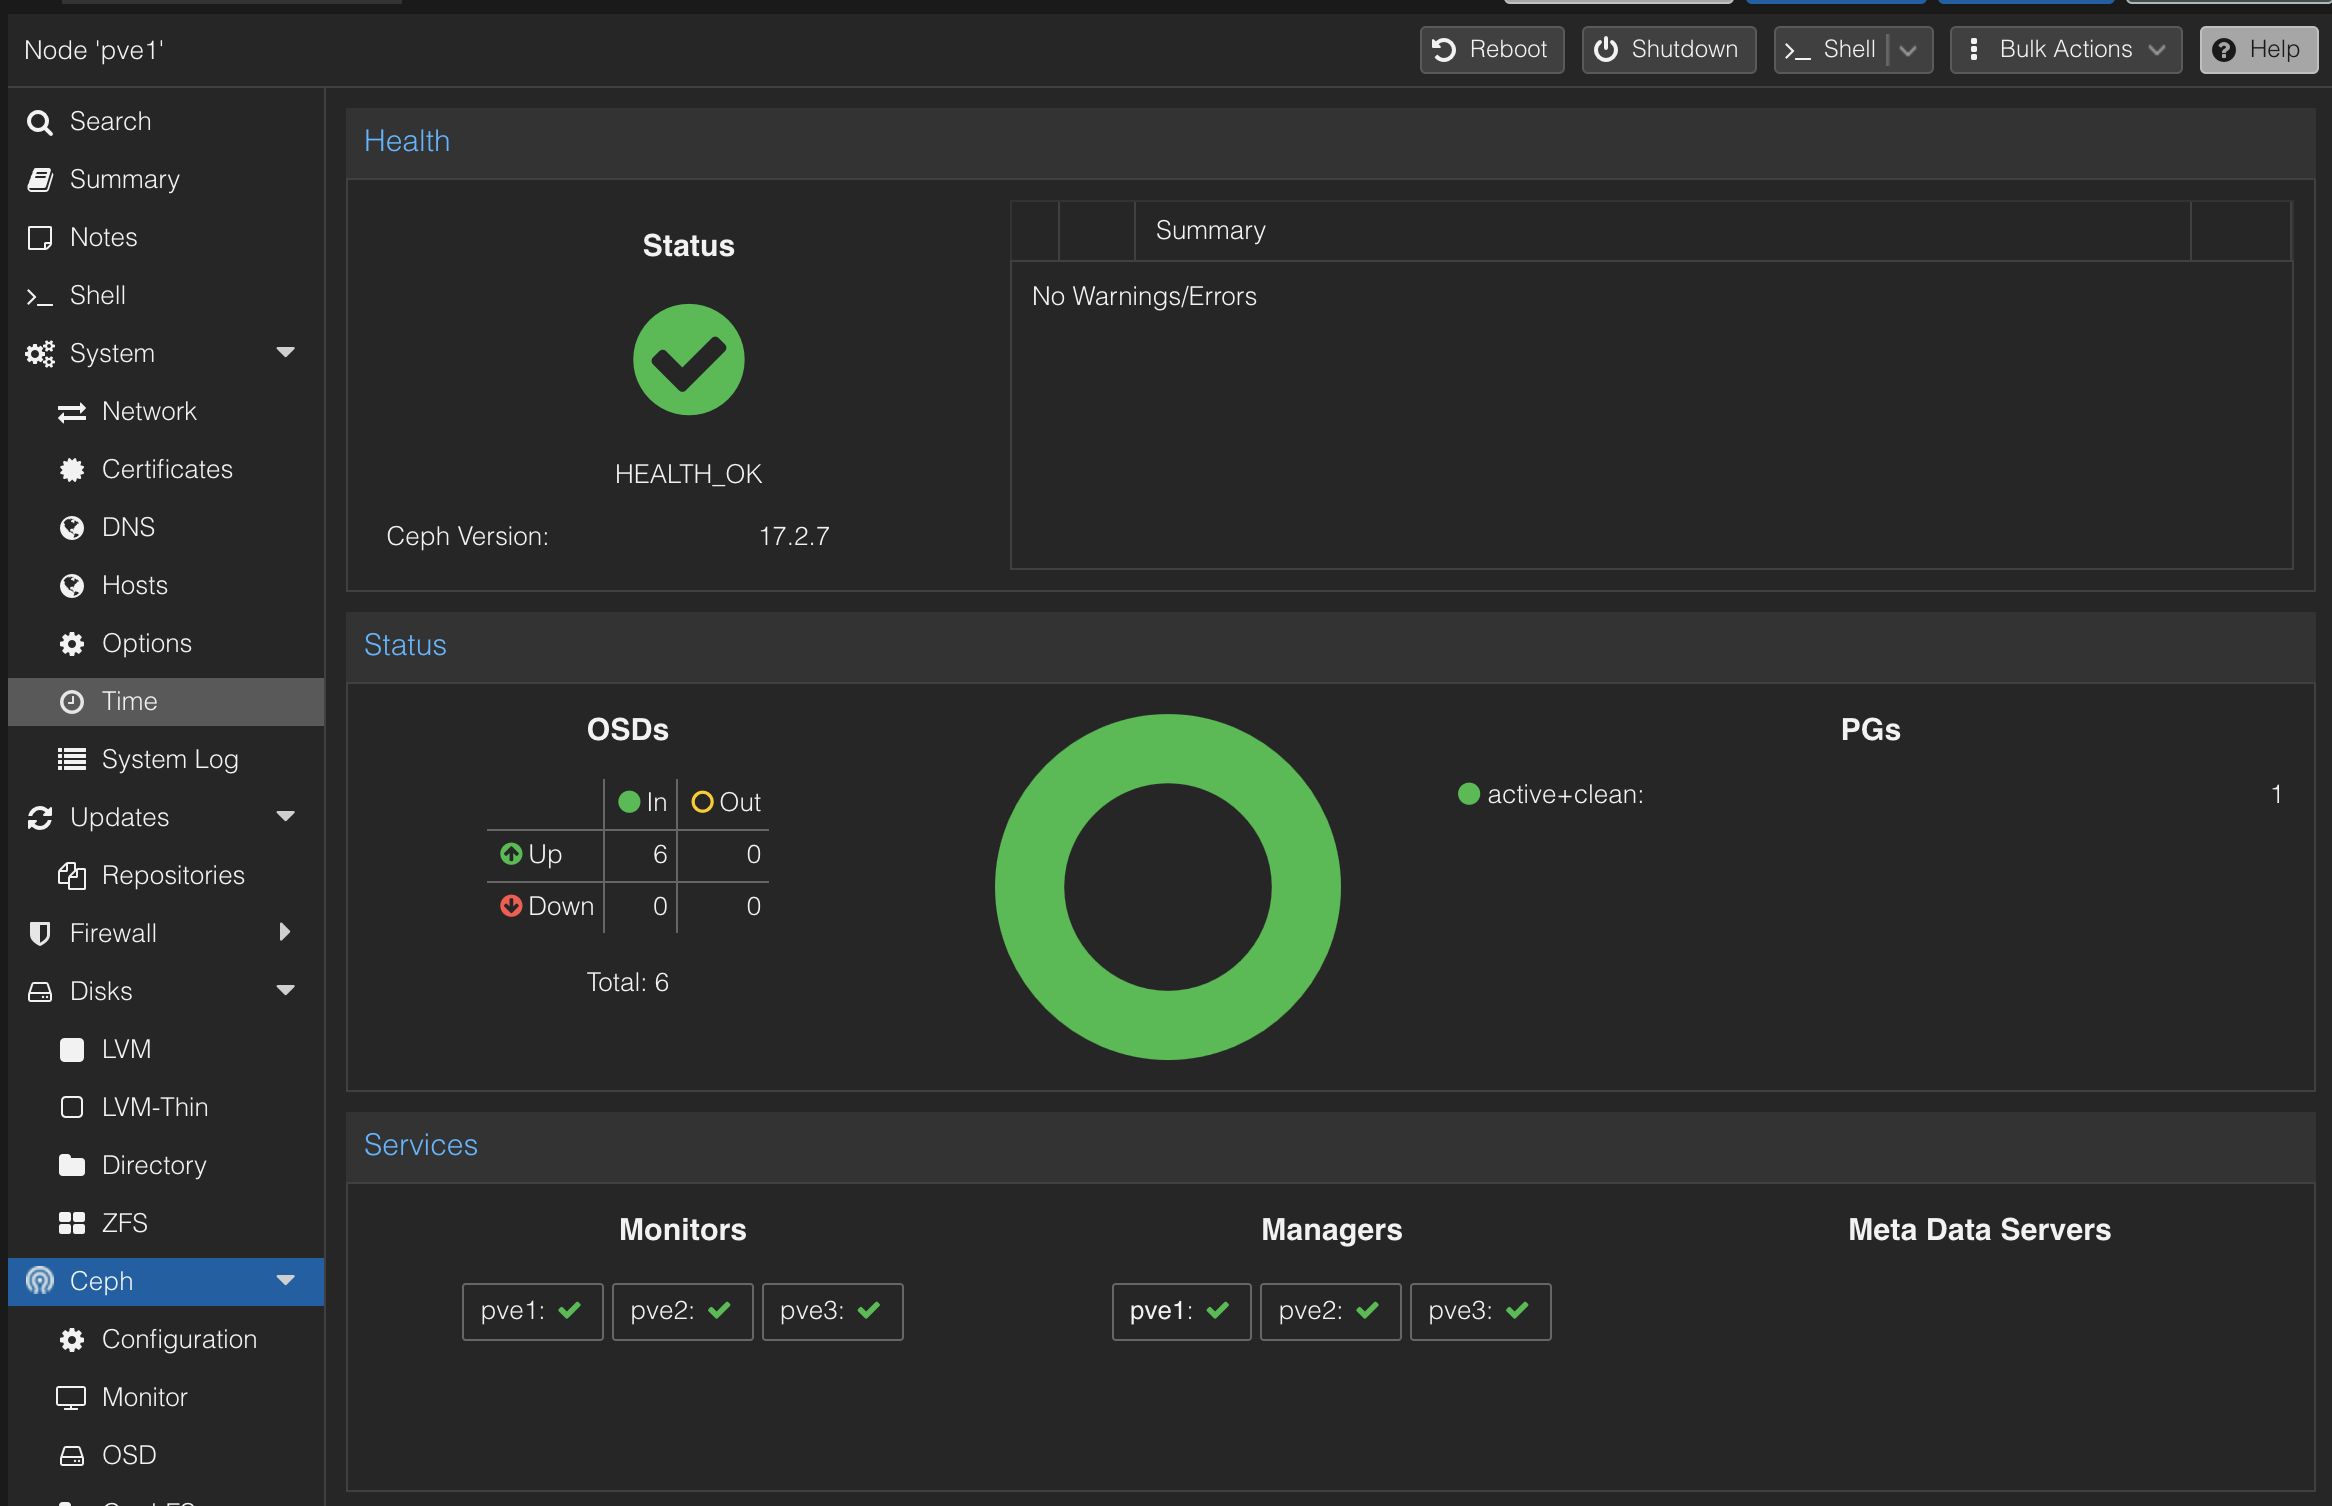 Node 'pve1'
Reboot
Shutdown
Shell
Bulk Actions
Help
Search
Summary
Notes
Shell
System
Network
Certificates
DNS
Hosts
Options
Time
System Log
Updates
Repositories
Firewall
Disks
LVM
LVM-Thin
Directory
ZFS
Ceph
Configuration
Monitor
OSD
Health
Status
HEALTH_OK
Ceph Version: 17.2.7
Summary
No Warnings/Errors
Status
OSDs
In Out
Up 6 0
Down 0 0
Total: 6
PGs
active+clean: 1
Services
Monitors
pve1: pve2: pve3:
Managers
pve1: pve2: pve3:
Meta Data Servers